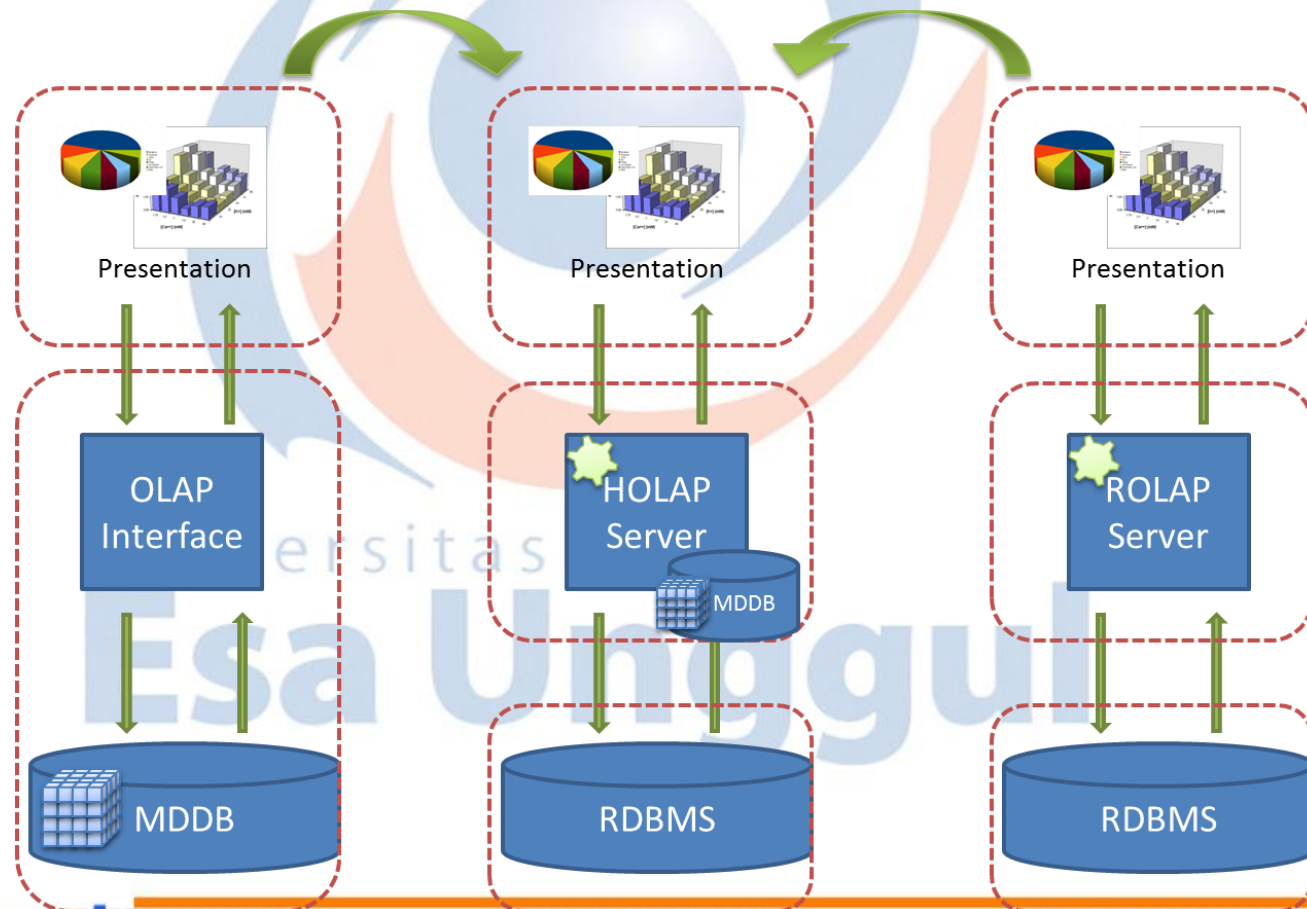 Presentation
Presentation
Presentation
OLAP
Interface
HOLAP
Server
ROLAP
Server
MDDB
ersitas
Esa Unggul
MDDB
RDBMS
RDBMS